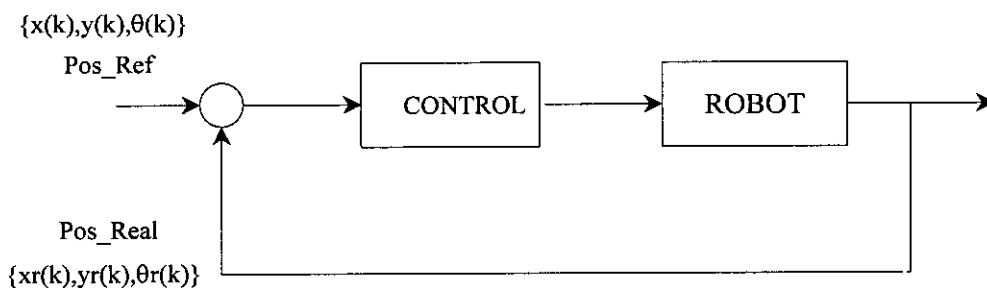 {x(k),y(k),θ(k)}
Pos_Ref
CONTROL
ROBOT
Pos_Real
{xr(k),yr(k),θr(k)}